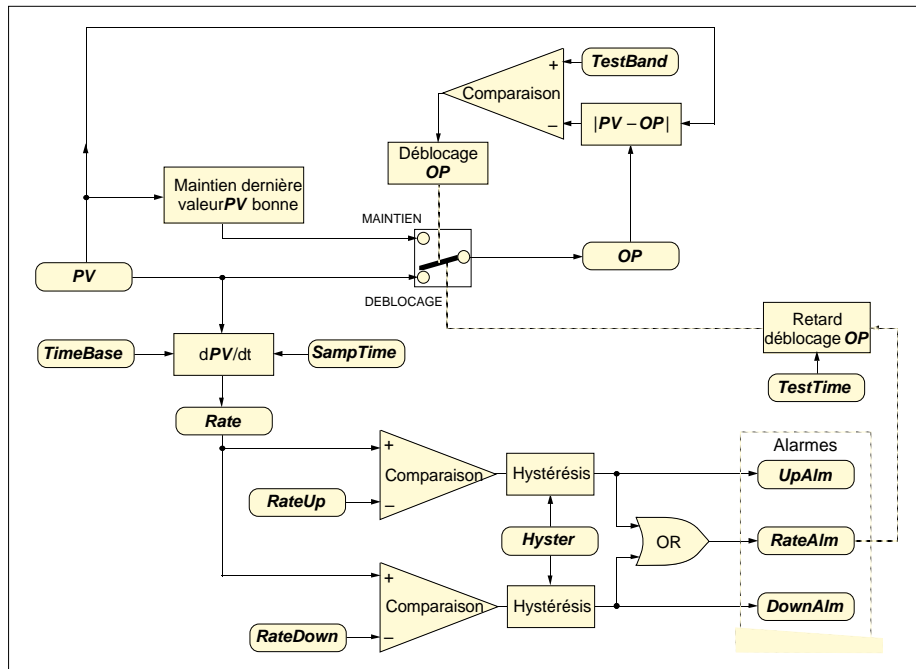 TestBand
+
Comparaison
–
|PV – OP|
Déblocage
OP
Maintien dernière
valeurPV bonne
MAINTIEN
PV
OP
DEBLOCAGE
Retard
déblocage OP
TimeBase
dPV/dt
SampTime
TestTime
Rate
Alarmes
+
Comparaison
Hystérésis
UpAlm
RateUp
–
Hyster
OR
RateAlm
+
Comparaison
Hystérésis
DownAlm
RateDown
–